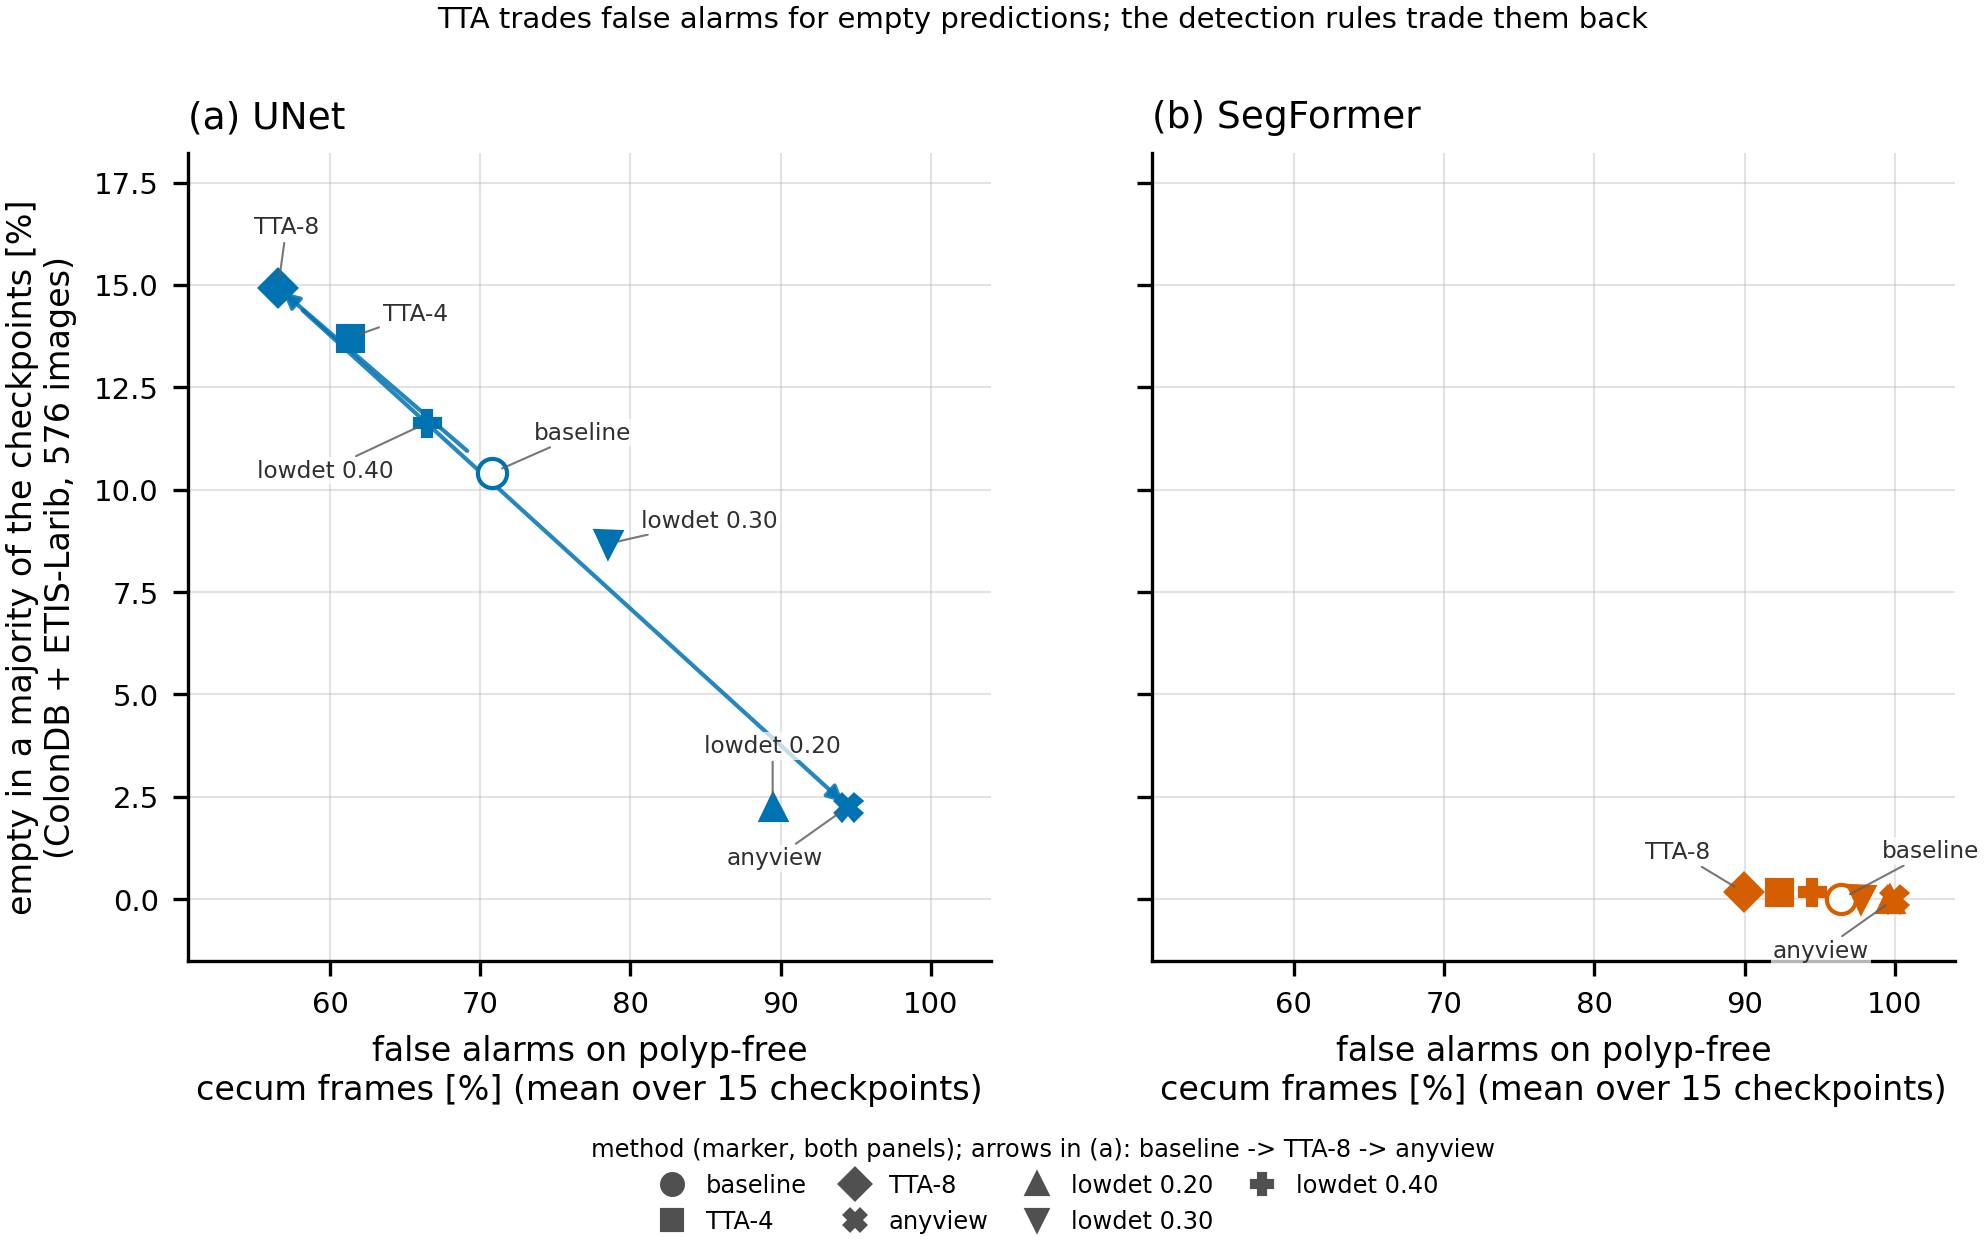 TTA trades false alarms for empty predictions; the detection rules trade them back
(a) UNet
(b) SegFormer
empty in a majority of the checkpoints [%]
(ColonDB + ETIS-Larib, 576 images)
17.5
15.0
12.5
10.0
7.5
5.0
2.5
0.0
TTA-8
TTA-4
baseline
lowdet 0.40
lowdet 0.30
lowdet 0.20
anyview
60 70 80 90 100
false alarms on polyp-free
cecum frames [%] (mean over 15 checkpoints)
TTA-8
baseline
anyview
60 70 80 90 100
false alarms on polyp-free
cecum frames [%] (mean over 15 checkpoints)
method (marker, both panels); arrows in (a): baseline -> TTA-8 -> anyview
baseline TTA-8 lowdet 0.20 lowdet 0.40
TTA-4 anyview lowdet 0.30